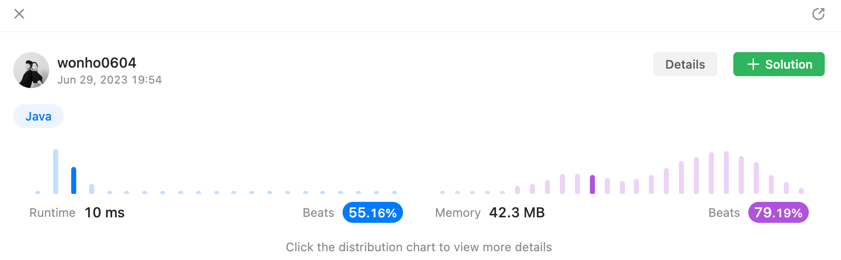 wonho0604
Jun 29, 2023 19:54
Details
+ Solution
Java
Runtime 10 ms Beats 55.16%
Memory 42.3 MB Beats 79.19%
Click the distribution chart to view more details